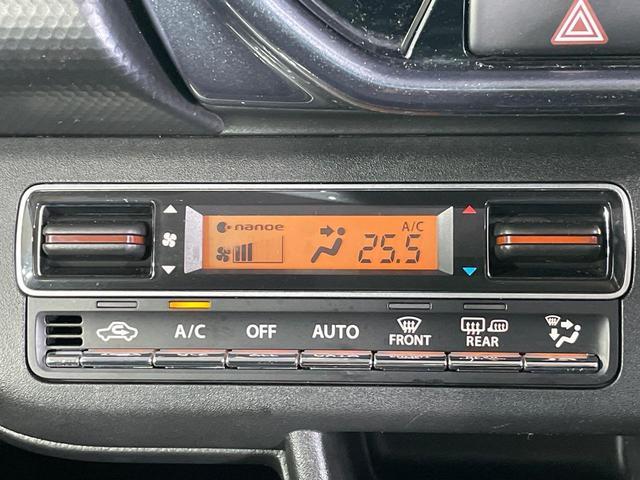 nanoe
A/C
25.5
A/C OFF AUTO FRONT REAR